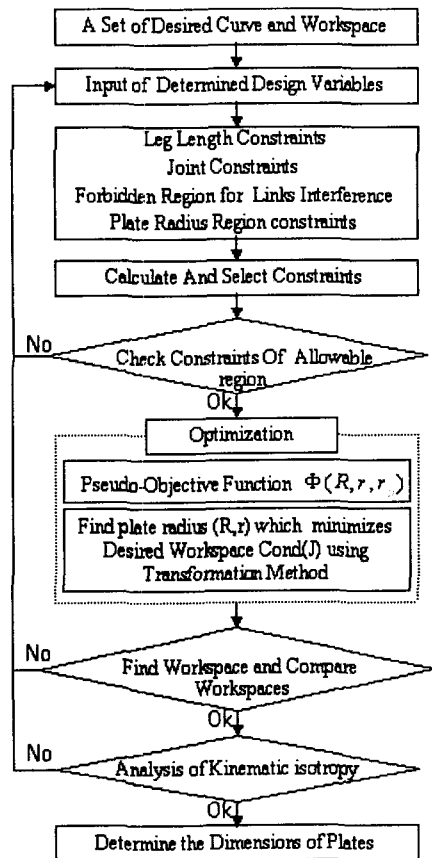 A Set of Desired Curve and Workspace
Input of Determined Design Variables
Leg Length Constraints
Joint Constraints
Forbidden Region for Links Interference
Plate Radius Region constraints
Calculate And Select Constraints
No
Check Constraints Of Allowable
region
Ok
Optimization
Pseudo-Objective Function Φ(R,r,r )
Find plate radius (R,r) which minimizes
Desired Workspace Cond(J) using
Transformation Method
No
Find Workspace and Compare
Workspaces
Ok
No
Analysis of Kinematic isotropy
Ok
Determine the Dimensions of Plates